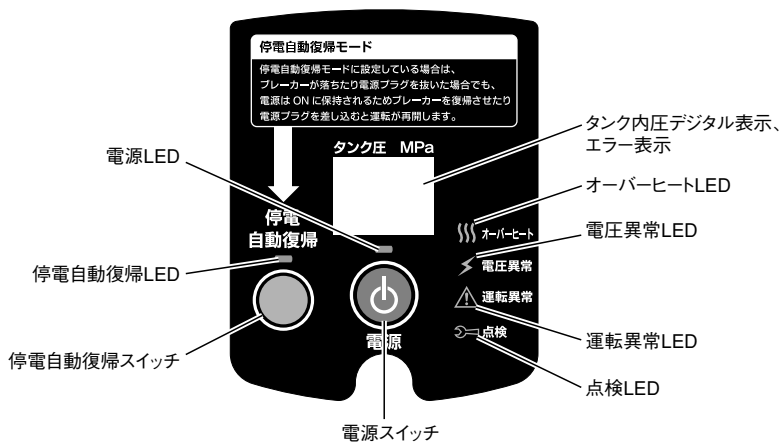 停電自動復帰モード
停電自動復帰モードに設定している場合は、
ブレーカーが落ちたり電源プラグを抜いた場合でも、
電源は ON に保持されるためブレーカーを復帰させたり
電源プラグを差し込むと運転が再開します。
タンク圧 MPa
タンク内圧デジタル表示、
エラー表示
電源LED
オーバーヒートLED
停電
自動復帰
オーバーヒート
電圧異常LED
停電自動復帰LED
電圧異常
運転異常
運転異常LED
停電自動復帰スイッチ
点検
電源
点検LED
電源スイッチ